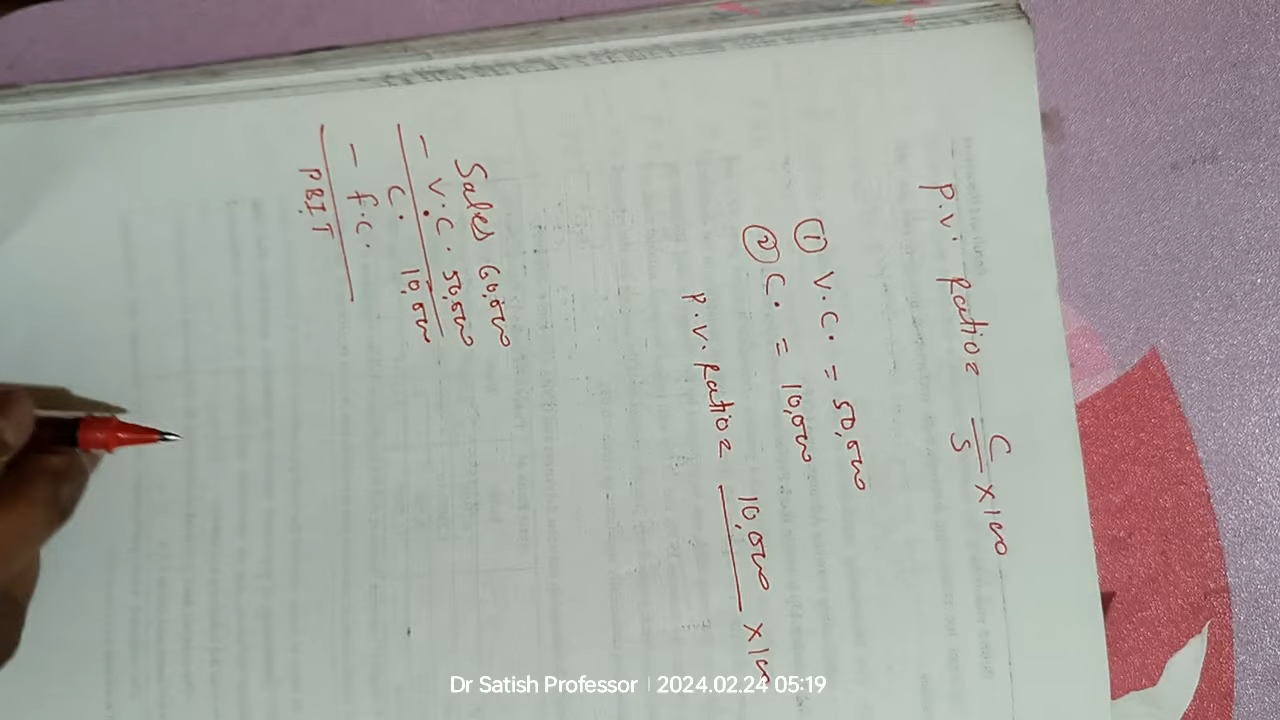 P.V. Ratio = C/S × 100
① V.C. = 50,000
② C. = 10,000
P.V. Ratio = 10,000/ × 100
Sales 60,000
- V.C. 50,000
C. 10,000
- F.C.
P.B.I.T
Dr Satish Professor | 2024.02.24 05:19